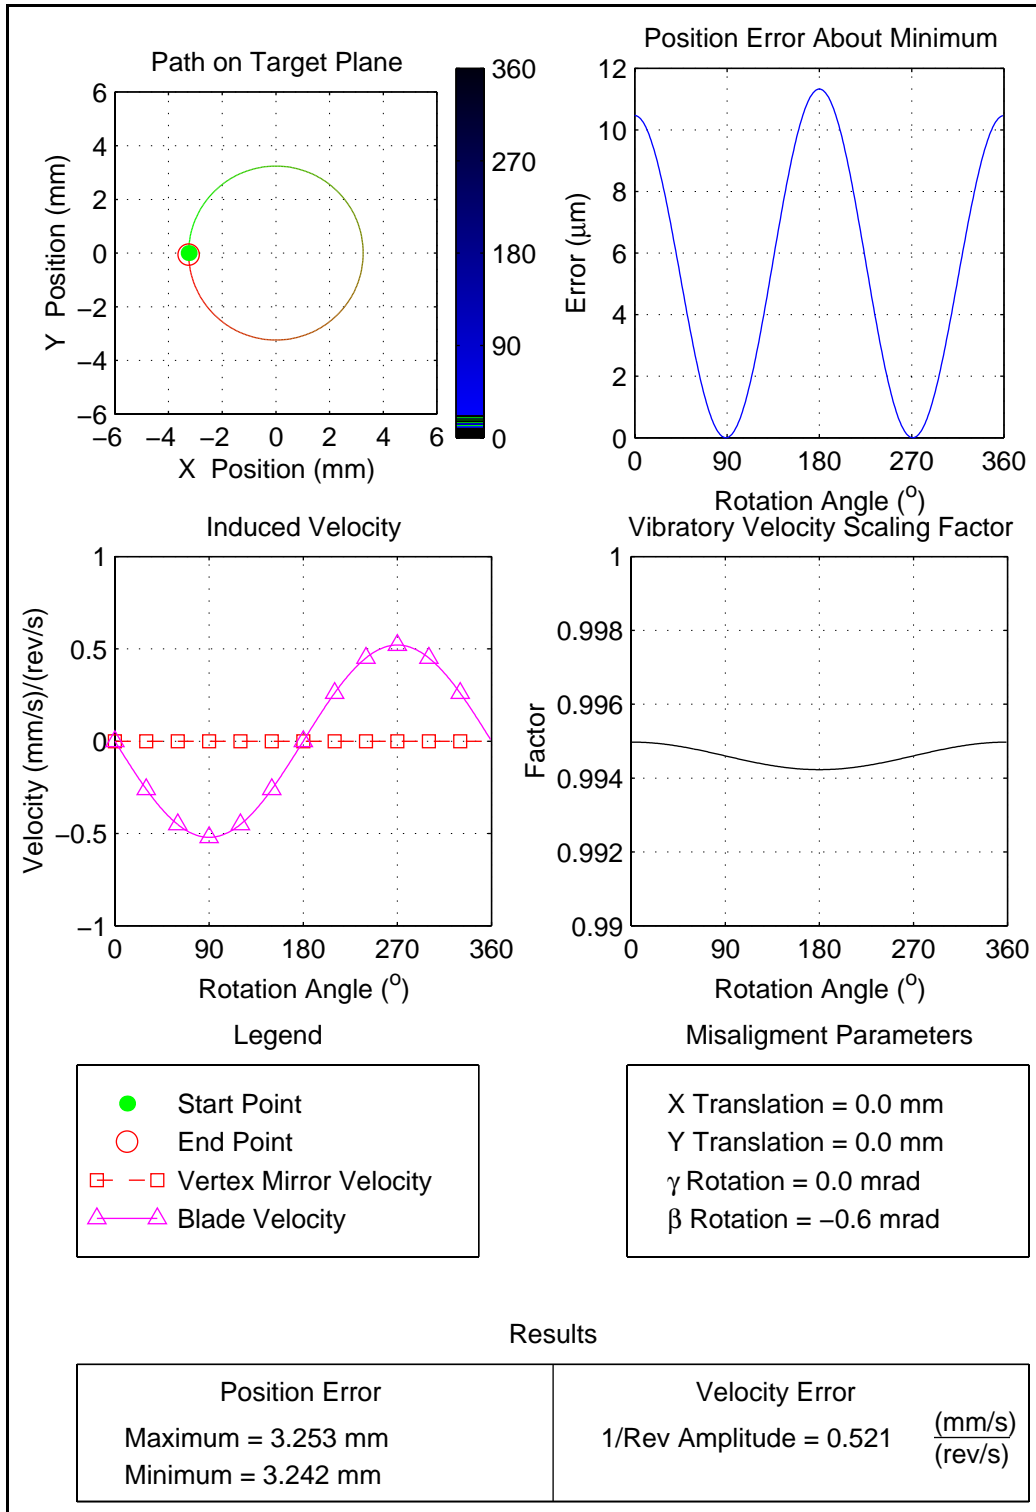 Path on Target Plane
6
4
2
0
−2
−4
−6
−6 −4 −2 0 2 4 6
X Position (mm)
Y Position (mm)
360
270
180
90
0
Position Error About Minimum
12
10
8
6
4
2
0
0 90 180 270 360
Rotation Angle (o)
Error (μm)
Induced Velocity
1
0.5
0
−0.5
−1
0 90 180 270 360
Rotation Angle (o)
Velocity (mm/s)/(rev/s)
Vibratory Velocity Scaling Factor
1
0.998
0.996
0.994
0.992
0.99
0 90 180 270 360
Rotation Angle (o)
Factor
Legend
Start Point
End Point
Vertex Mirror Velocity
Blade Velocity
Misaligment Parameters
X Translation = 0.0 mm
Y Translation = 0.0 mm
γ Rotation = 0.0 mrad
β Rotation = −0.6 mrad
Results
Position Error
Maximum = 3.253 mm
Minimum = 3.242 mm
Velocity Error
1/Rev Amplitude = 0.521 (mm/s)
(rev/s)